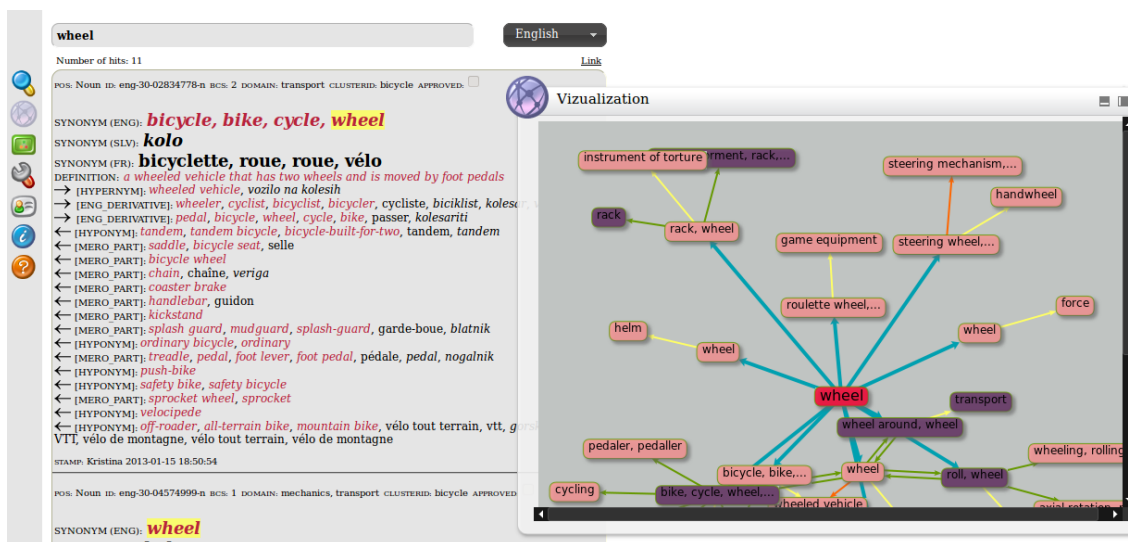 wheel
English
Number of hits: 11
Link
POS: Noun ID: eng-30-02834778-n BCS: 2 DOMAIN: transport CLUSTERID: bicycle APPROVED:
SYNONYM (ENG): bicycle, bike, cycle, wheel
SYNONYM (SLV): kolo
SYNONYM (FR): bicyclette, roue, roue, vélo
DEFINITION: a wheeled vehicle that has two wheels and is moved by foot pedals
→ [HYPERNYM]: wheeled vehicle, vozilo na kolesih
→ [ENG_DERIVATIVE]: wheeler, cyclist, bicyclist, bicycler, cycliste, biciklist,
→ [ENG_DERIVATIVE]: pedal, bicycle, wheel, cycle, bike, passer, kolesariti
← [HYPONYM]: tandem, tandem bicycle, bicycle-built-for-two, tandem, tandem
← [MERO_PART]: saddle, bicycle seat, selle
← [MERO_PART]: bicycle wheel
← [MERO_PART]: chain, chaîne, veriga
← [MERO_PART]: coaster brake
← [MERO_PART]: handlebar, guidon
← [MERO_PART]: kickstand
← [MERO_PART]: splash guard, mudguard, splash-guard, garde-boue, blatnik
← [HYPONYM]: ordinary bicycle, ordinary
← [MERO_PART]: treadle, pedal, foot lever, foot pedal, pédale, pedal, nogalnik
← [HYPONYM]: push-bike
← [HYPONYM]: safety bike, safety bicycle
← [MERO_PART]: sprocket wheel, sprocket
← [HYPONYM]: velocipede
← [HYPONYM]: off-roader, all-terrain bike, mountain bike, vélo tout terrain, vtt,
VTT, vélo de montagne, vélo tout terrain, vélo de montagne
STAMP: Kristina 2013-01-15 18:50:54
POS: Noun ID: eng-30-04574999-n BCS: 1 DOMAIN: mechanics, transport CLUSTERID: bicycle APPROVED
SYNONYM (ENG): wheel
Vizualization
instrument of torture
rack,...
steering mechanism,...
handwheel
rack
rack, wheel
game equipment
steering wheel,...
roulette wheel,...
force
helm
wheel
wheel
wheel
transport
wheel around, wheel
pedaler, pedaller
wheeling, rolling
bicycle, bike,...
wheel
roll, wheel
cycling
bike, cycle, wheel,...
wheeled vehicle